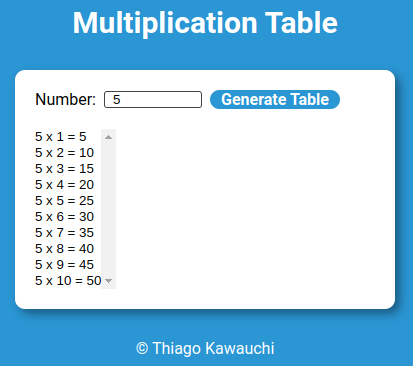 Multiplication Table
Number: 5 Generate Table
5 x 1 = 5
5 x 2 = 10
5 x 3 = 15
5 x 4 = 20
5 x 5 = 25
5 x 6 = 30
5 x 7 = 35
5 x 8 = 40
5 x 9 = 45
5 x 10 = 50
© Thiago Kawauchi